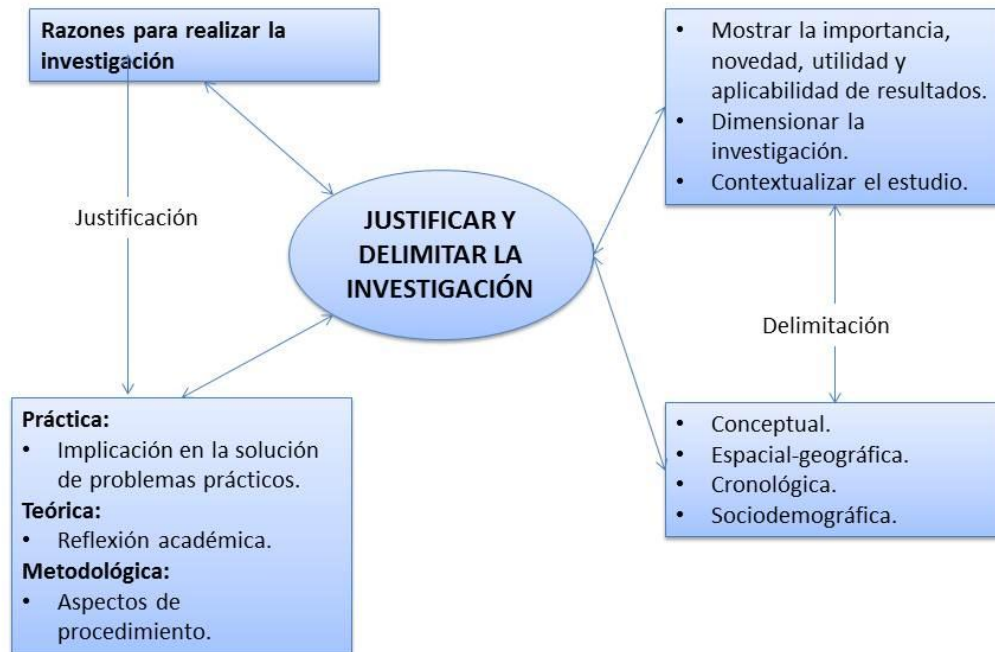 Razones para realizar la
investigación
Justificación
Práctica:
• Implicación en la solución
de problemas prácticos.
Teórica:
• Reflexión académica.
Metodológica:
• Aspectos de
procedimiento.
JUSTIFICAR Y
DELIMITAR LA
INVESTIGACIÓN
• Mostrar la importancia,
novedad, utilidad y
aplicabilidad de resultados.
• Dimensionar la
investigación.
• Contextualizar el estudio.
Delimitación
• Conceptual.
• Espacial-geográfica.
• Cronológica.
• Sociodemográfica.